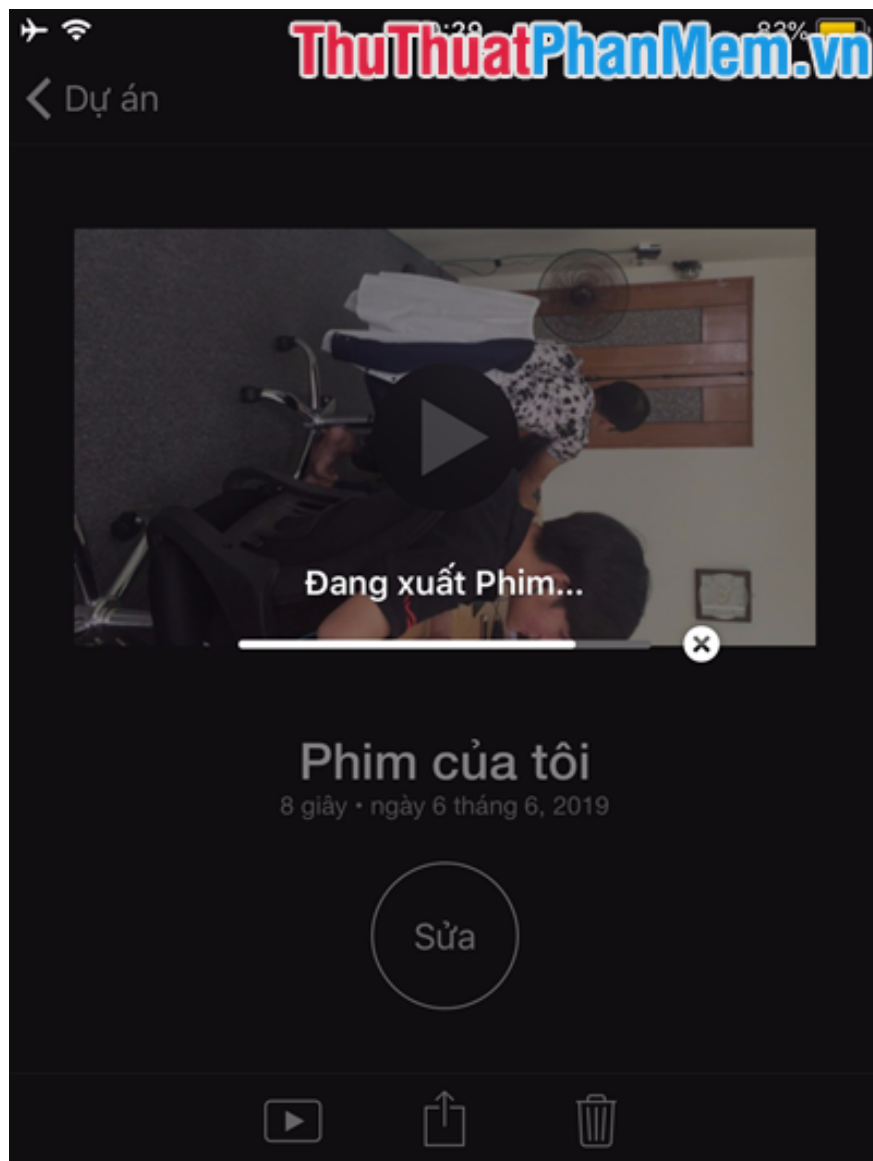 ThuThuatPhanMem.vn
Dự án
Đang xuất Phim...
Phim của tôi
8 giây • ngày 6 tháng 6, 2019
Sửa